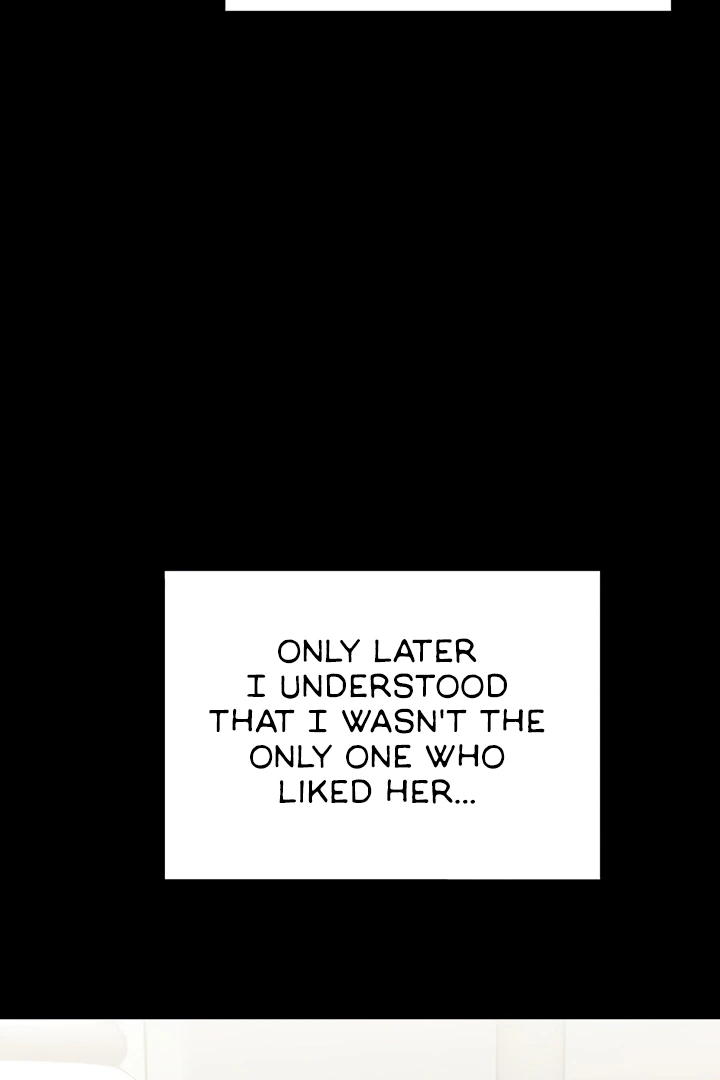 ONLY LATER
I UNDERSTOOD
THAT I WASN'T THE
ONLY ONE WHO
LIKED HER...